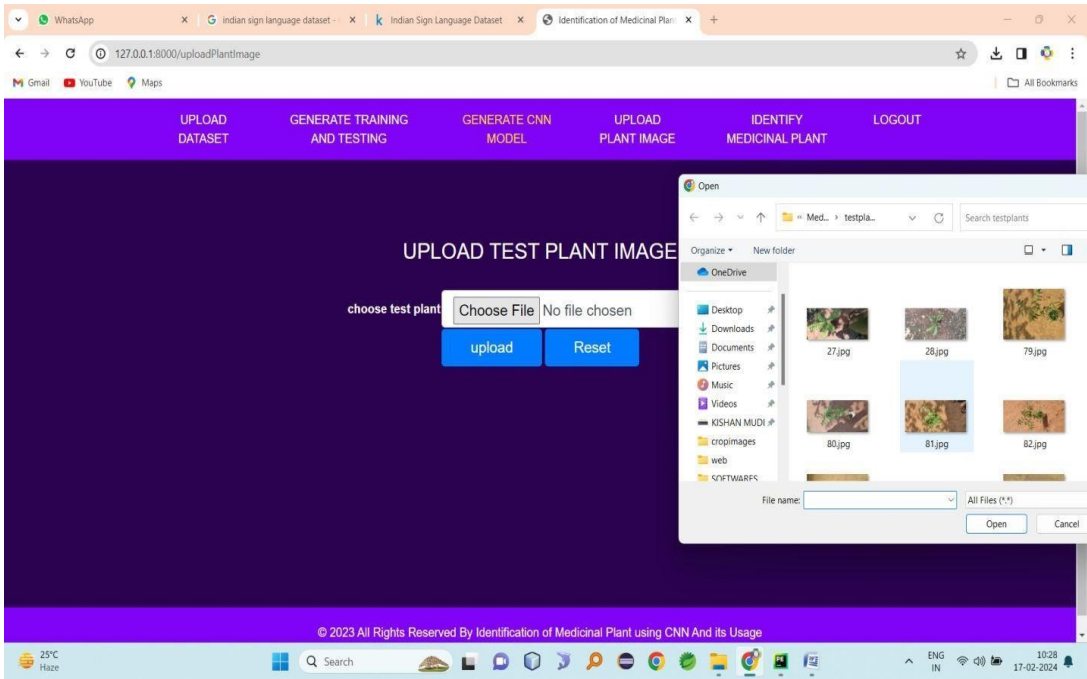 WhatsApp
indian sign language dataset -
Indian Sign Language Dataset
Identification of Medicinal Plan
127.0.0.1:8000/uploadPlantImage
Gmail
YouTube
Maps
All Bookmarks
UPLOAD
DATASET
GENERATE TRAINING
AND TESTING
GENERATE CNN
MODEL
UPLOAD
PLANT IMAGE
IDENTIFY
MEDICINAL PLANT
LOGOUT
UPLOAD TEST PLANT IMAGE
choose test plant
Choose File No file chosen
upload
Reset
Open
« Med... › testpla...
Search testplants
Organize
New folder
OneDrive
Desktop
Downloads
Documents
Pictures
Music
Videos
KISHAN MUDI
cropimages
web
SOFTWARES
27.jpg
28.jpg
79.jpg
80.jpg
81.jpg
82.jpg
File name:
All Files (*.*)
Open
Cancel
© 2023 All Rights Reserved By Identification of Medicinal Plant using CNN And its Usage
25°C
Haze
Search
ENG
IN
10:28
17-02-2024